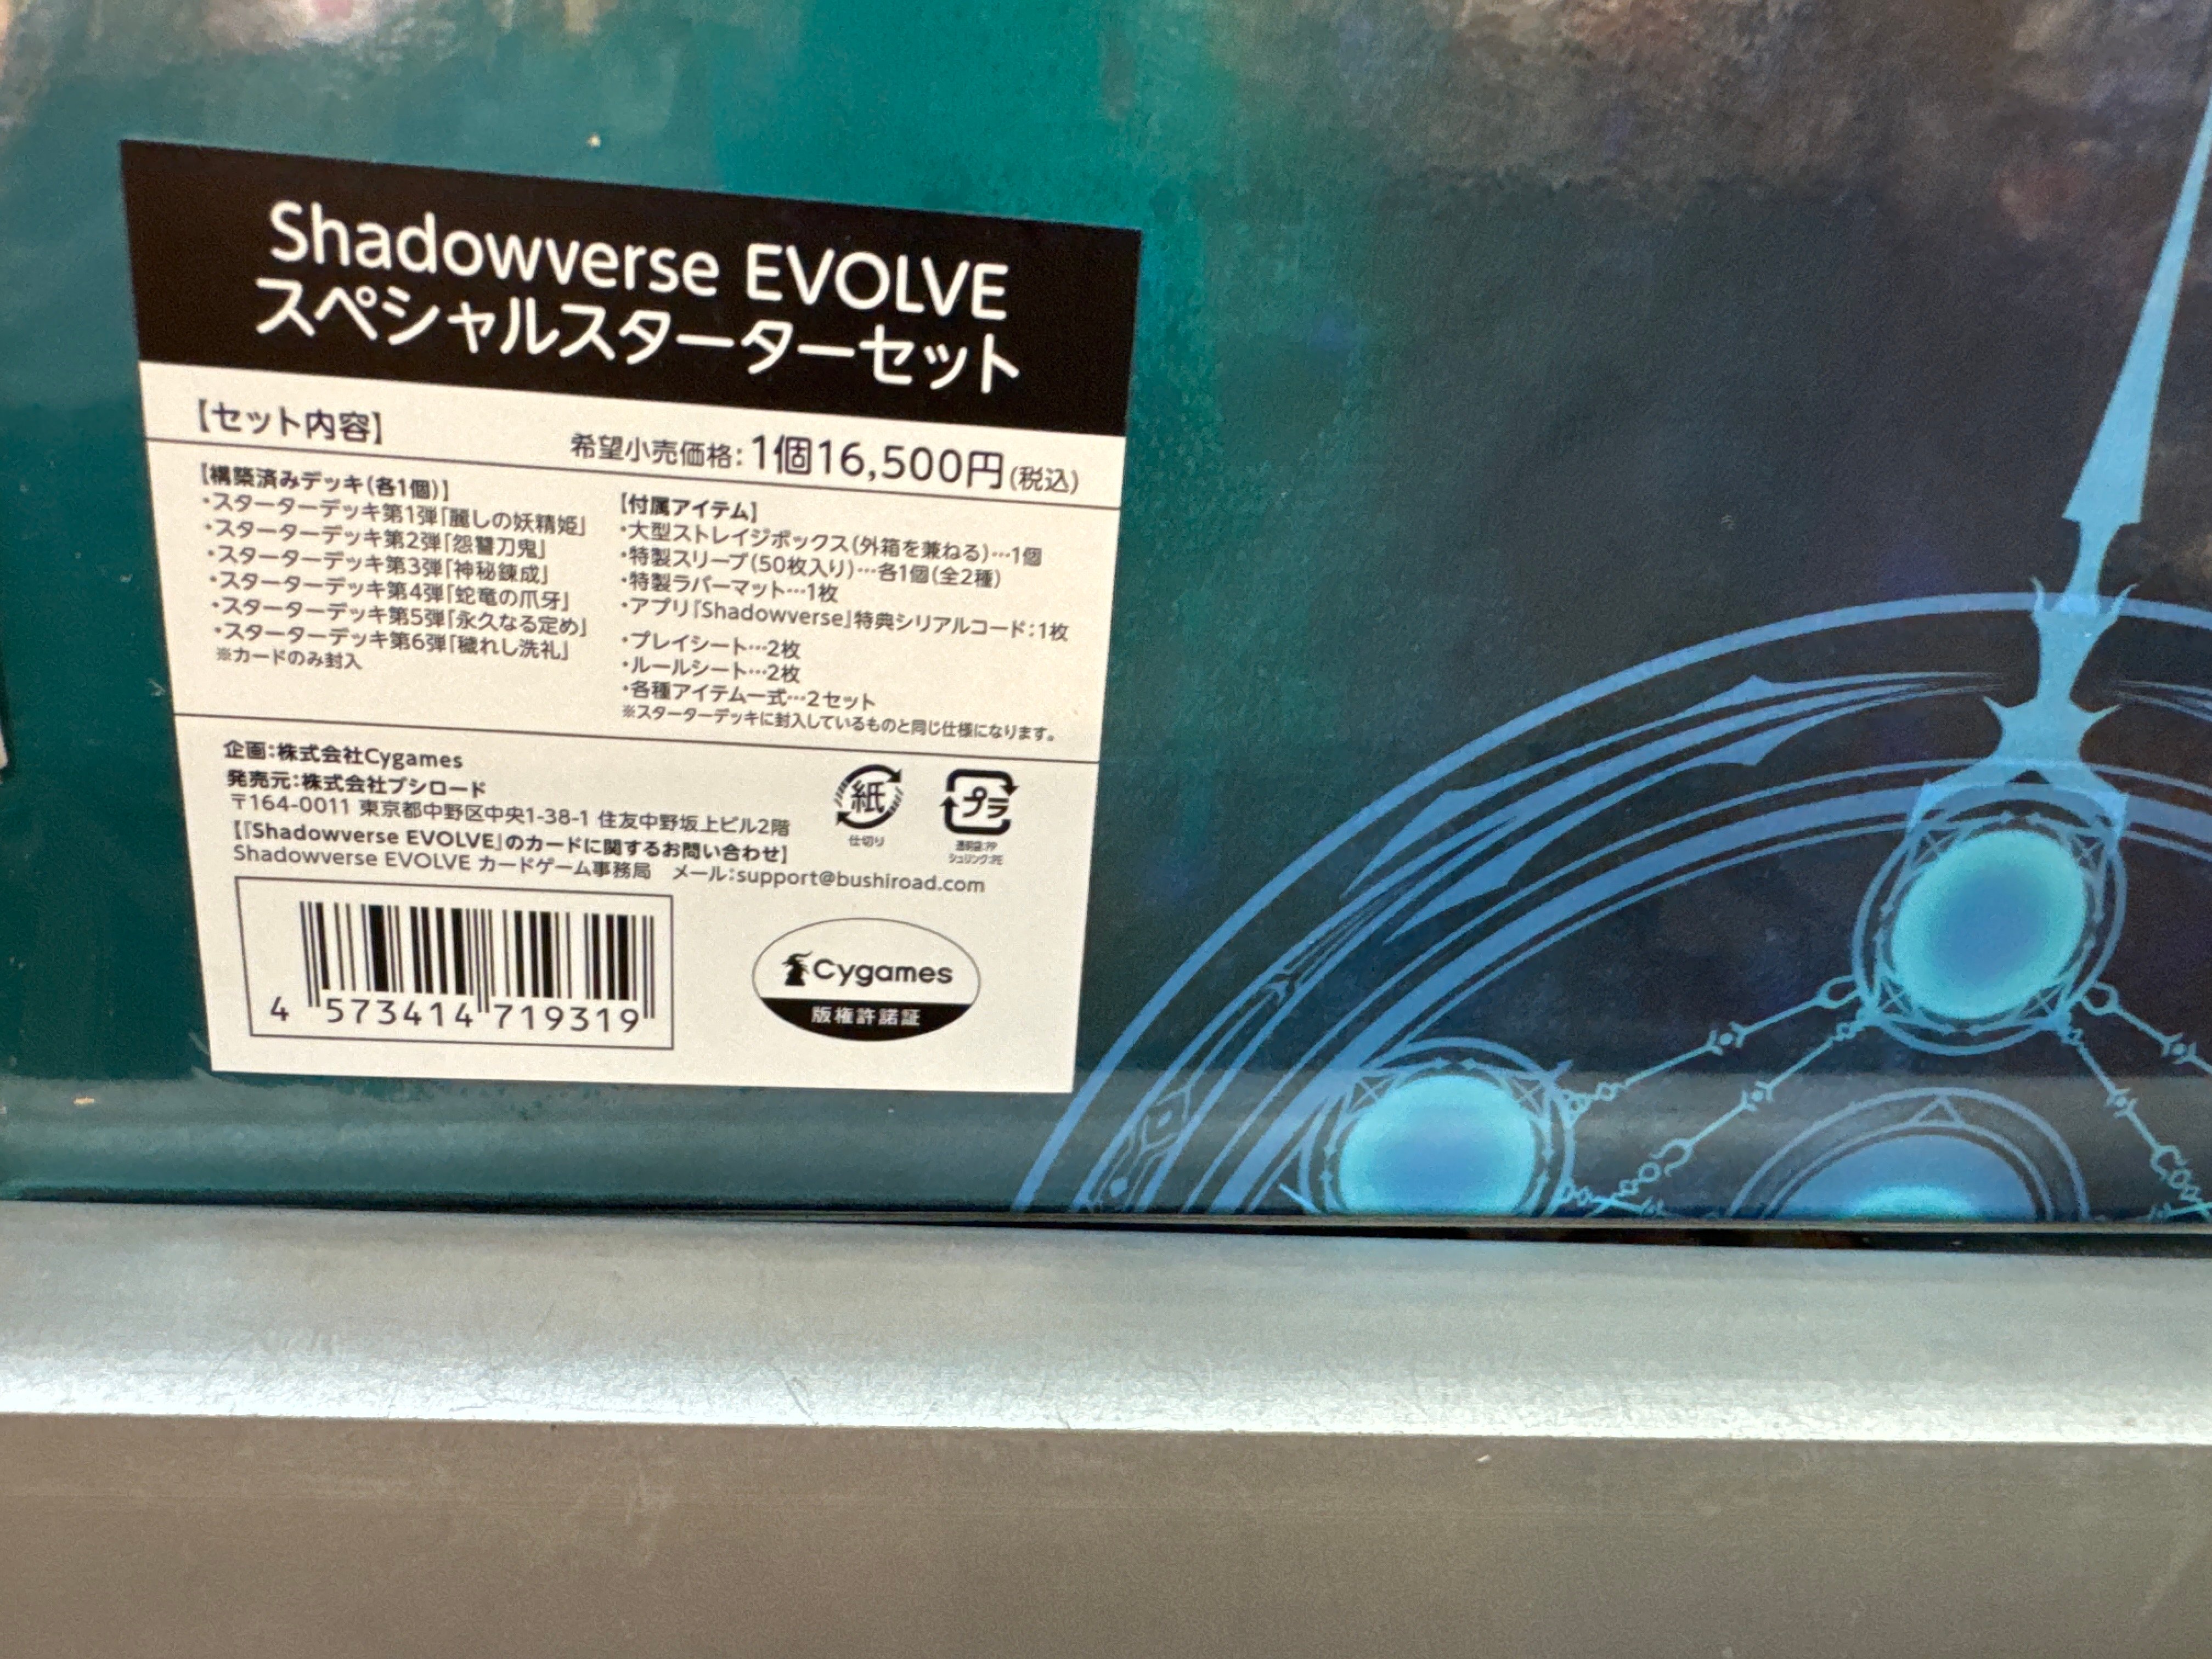 Shadowverse EVOLVE
スペシャルスターターセット
【セット内容】
希望小売価格：1個16,500円(税込)
【構築済みデッキ(各1個)】
・スターターデッキ第1弾「麗しの妖精姫」
・スターターデッキ第2弾「怨讐刀鬼」
・スターターデッキ第3弾「神秘錬成」
・スターターデッキ第4弾「蛇竜の爪牙」
・スターターデッキ第5弾「永久なる定め」
・スターターデッキ第6弾「穢れし洗礼」
※カードのみ封入
【付属アイテム】
・大型ストレイジボックス(外箱を兼ねる)…1個
・特製スリーブ(50枚入り)…各1個(全2種)
・特製ラバーマット…1枚
・アプリ『Shadowverse』特典シリアルコード：1枚
・プレイシート…2枚
・ルールシート…2枚
・各種アイテム一式…2セット
※スターターデッキに封入しているものと同じ仕様になります。
企画：株式会社Cygames
発売元：株式会社ブシロード
〒164-0011 東京都中野区中央1-38-1 住友中野坂上ビル2階
【『Shadowverse EVOLVE』のカードに関するお問い合わせ】
Shadowverse EVOLVE カードゲーム事務局　メール：support@bushiroad.com
紙
仕切り
プラ
透明袋:PP
シュリンク:PE
4 573414 719319
Cygames
版権許諾証